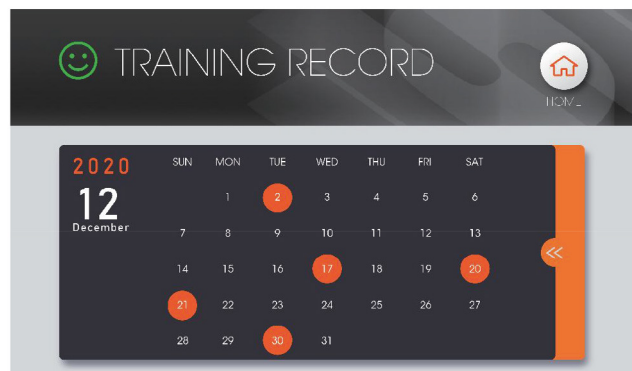 TRAINING RECORD
HOME
2020
12
December
SUN MON TUE WED THU FRI SAT
1 2 3 4 5 6
7 8 9 10 11 12 13
14 15 16 17 18 19 20
21 22 23 24 25 26 27
28 29 30 31